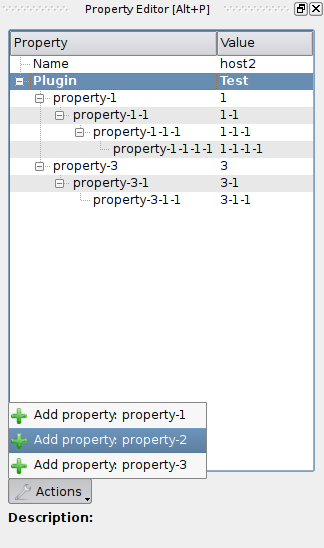 Property Editor [Alt+P]
Property Value
Name host2
Plugin Test
property-1 1
property-1-1 1-1
property-1-1-1 1-1-1
property-1-1-1-1 1-1-1-1
property-3 3
property-3-1 3-1
property-3-1-1 3-1-1
Add property: property-1
Add property: property-2
Add property: property-3
Actions
Description: